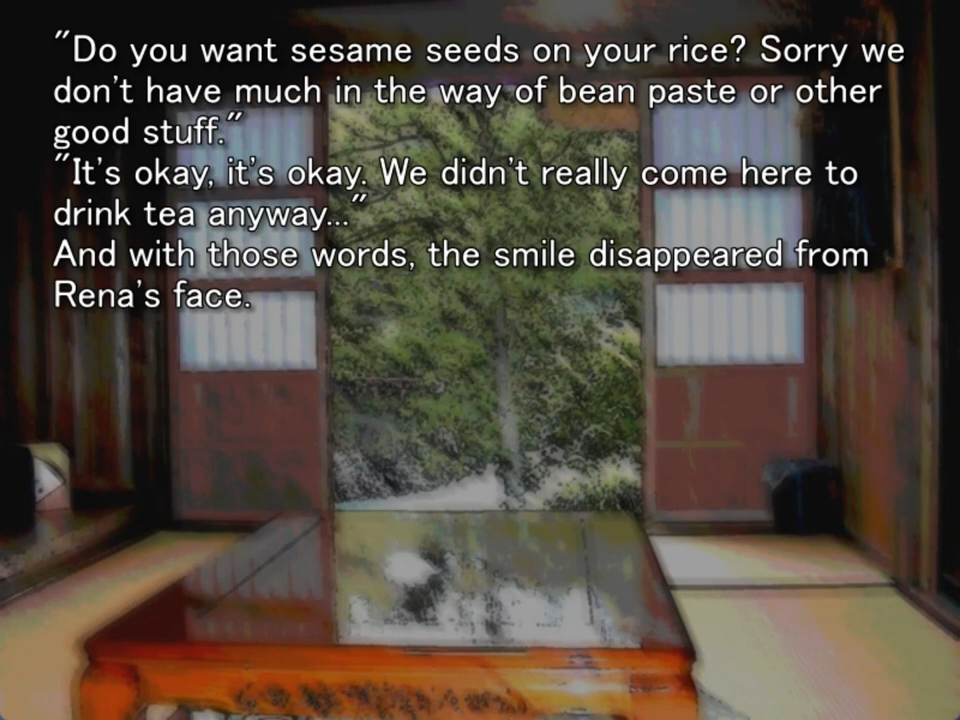 "Do you want sesame seeds on your rice? Sorry we
don't have much in the way of bean paste or other
good stuff."
"It's okay, it's okay. We didn't really come here to
drink tea anyway..."
And with those words, the smile disappeared from
Rena's face.